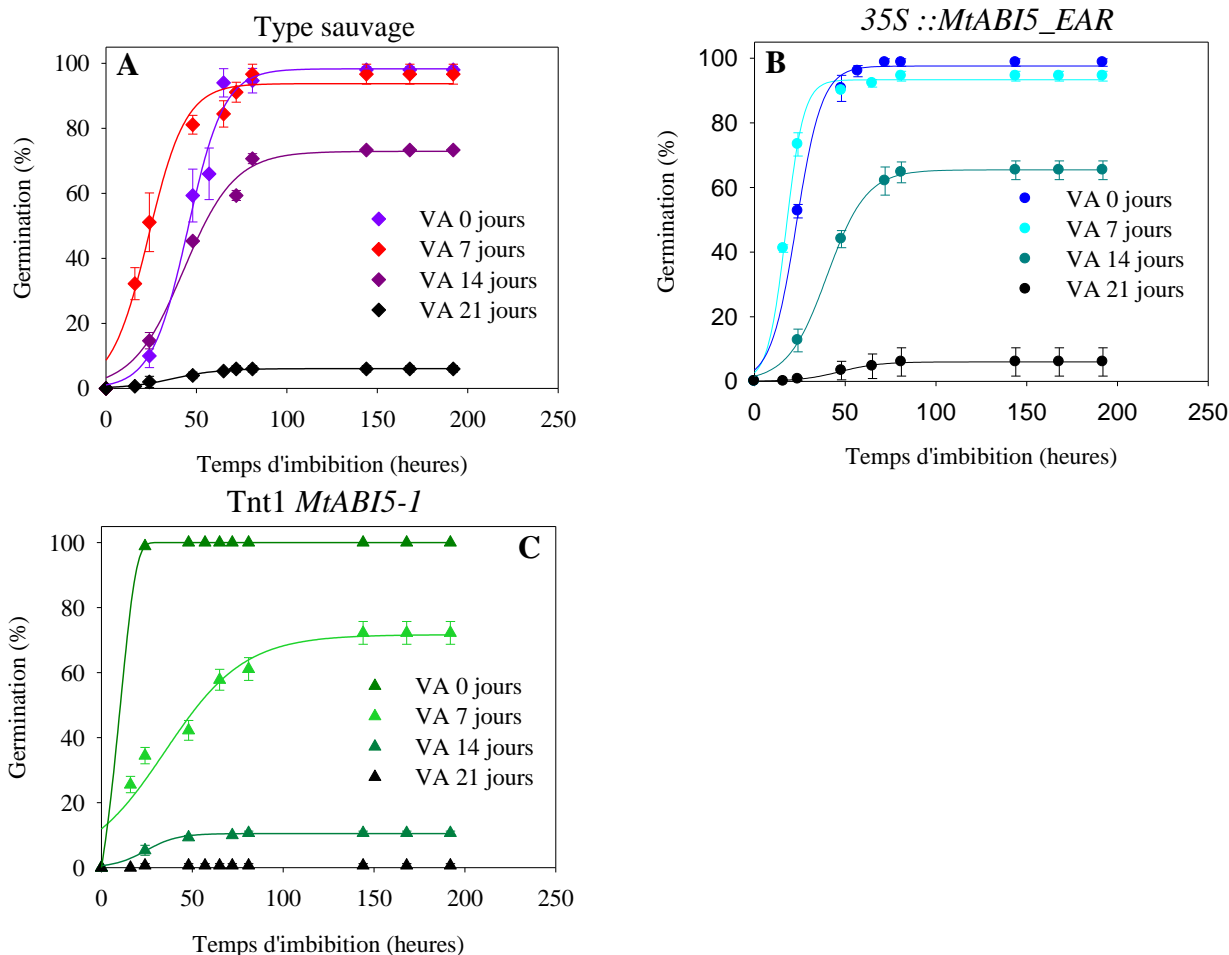 Type sauvage
A
100
80
60
40
20
0
Germination (%)
VA 0 jours
VA 7 jours
VA 14 jours
VA 21 jours
0 50 100 150 200 250
Temps d'imbibition (heures)
35S ::MtABI5_EAR
B
100
80
60
40
20
0
Germination (%)
VA 0 jours
VA 7 jours
VA 14 jours
VA 21 jours
0 50 100 150 200 250
Temps d'imbibition (heures)
Tnt1 MtABI5-1
C
100
80
60
40
20
0
Germination (%)
VA 0 jours
VA 7 jours
VA 14 jours
VA 21 jours
0 50 100 150 200 250
Temps d'imbibition (heures)